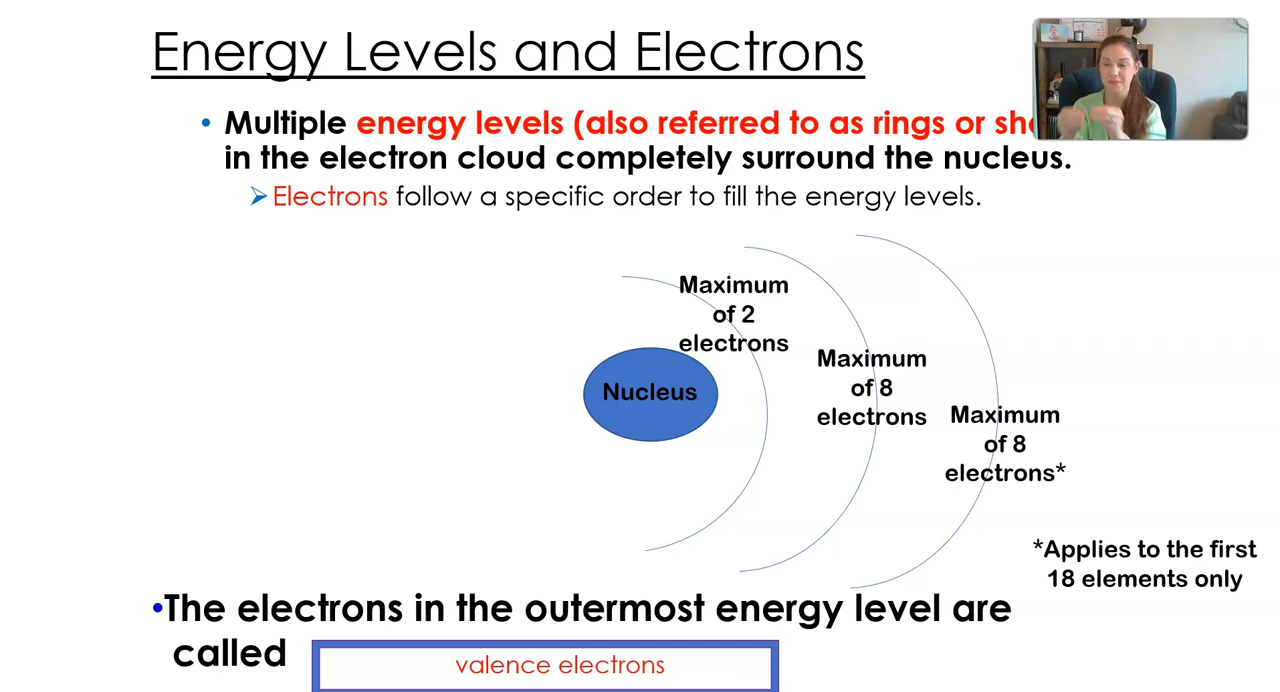 Energy Levels and Electrons
• Multiple energy levels (also referred to as rings or
in the electron cloud completely surround the nucleus.
➢ Electrons follow a specific order to fill the energy levels.
Maximum
of 2
electrons
Nucleus
Maximum
of 8
electrons
Maximum
of 8
electrons*
*Applies to the first
18 elements only
•The electrons in the outermost energy level are
called
valence electrons